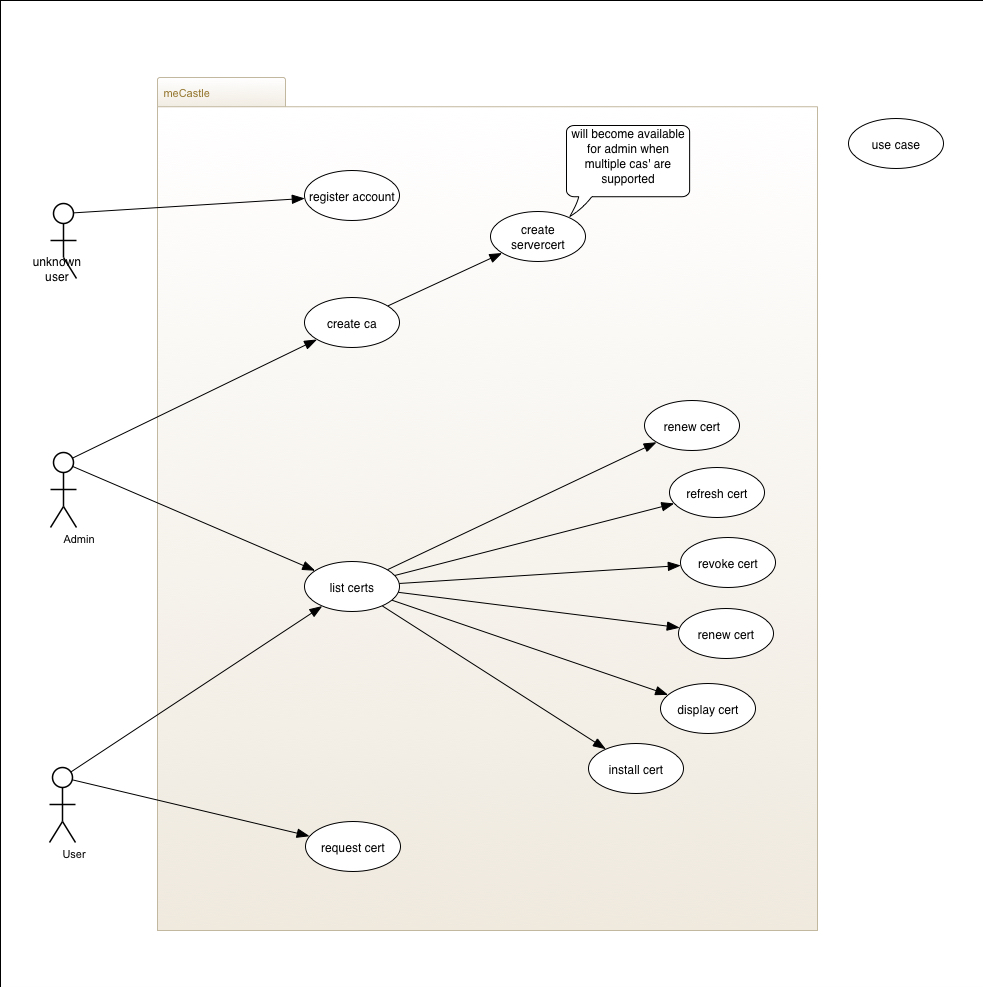 meCastle
will become available
for admin when
multiple cas' are
supported
use case
register account
unknown
user
create
servercert
create ca
renew cert
refresh cert
Admin
revoke cert
list certs
renew cert
display cert
install cert
User
request cert